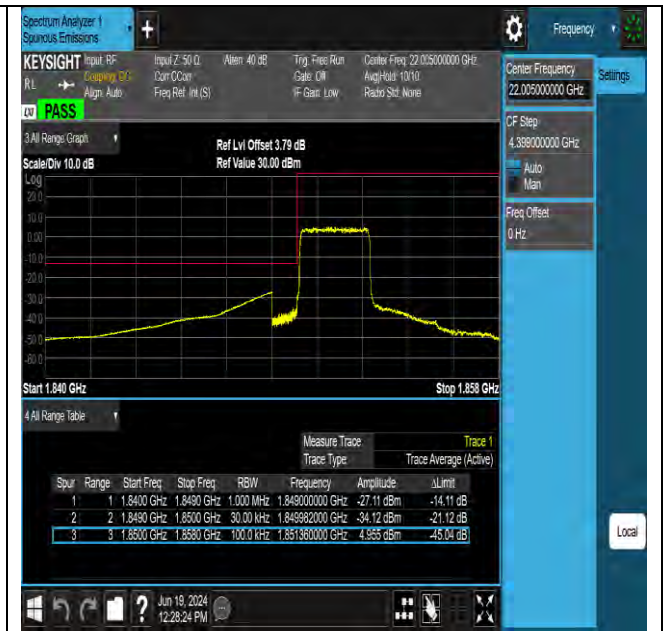 Spectrum Analyzer 1
Spurious Emissions
Frequency
KEYSIGHT
RL
Input: RF
Coupling: DC
Align: Auto
Input Z: 50 Ω
Corr CCorr
Freq Ref: Int (S)
Atten: 40 dB
Trig: Free Run
Gate: Off
IF Gain: Low
Center Freq: 22.005000000 GHz
Avg|Hold: 10/10
Radio Std: None
PASS
3 All Range Graph
Scale/Div 10.0 dB
Ref Lvl Offset 3.79 dB
Ref Value 30.00 dBm
Log
20.0
10.0
0.00
-10.0
-20.0
-30.0
-40.0
-50.0
-60.0
Start 1.840 GHz
Stop 1.858 GHz
4 All Range Table
Measure Trace Trace 1
Trace Type Trace Average (Active)
Spur Range Start Freq Stop Freq RBW Frequency Amplitude ΔLimit
1 1 1.8400 GHz 1.8490 GHz 1.000 MHz 1.849000000 GHz -27.11 dBm -14.11 dB
2 2 1.8490 GHz 1.8500 GHz 30.00 kHz 1.849982000 GHz -34.12 dBm -21.12 dB
3 3 1.8500 GHz 1.8580 GHz 100.0 kHz 1.851360000 GHz 4.955 dBm -45.04 dB
Center Frequency
22.005000000 GHz
Settings
CF Step
4.399000000 GHz
Auto
Man
Freq Offset
0 Hz
Local
?
Jun 19, 2024
12:28:24 PM